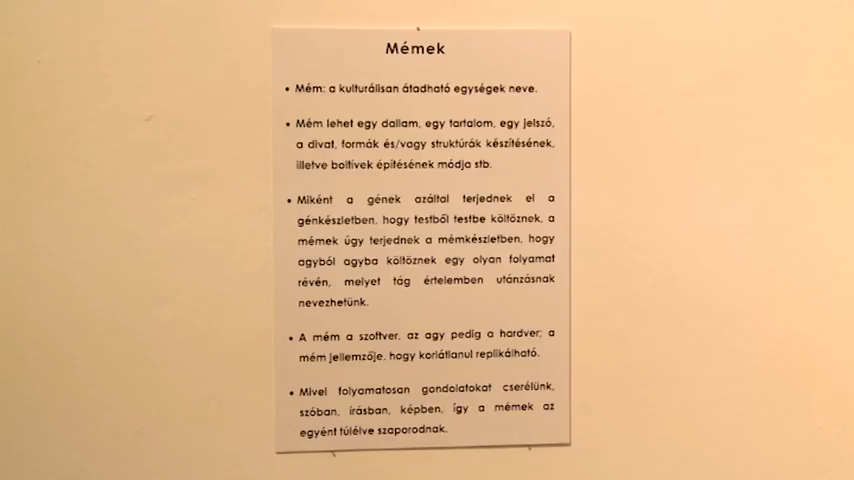 Mémek
• Mém: a kulturálisan átadható egységek neve.
• Mém lehet egy dallam, egy tartalom, egy jelszó,
a divat, formák és/vagy struktúrák készítésének,
illetve boltívek építésének módja stb.
• Miként a gének azáltal terjednek el a
génkészletben, hogy testből testbe költöznek, a
mémek úgy terjednek a mémkészletben, hogy
agyból agyba költöznek egy olyan folyamat
révén, melyet tág értelemben utánzásnak
nevezhetünk.
• A mém a szoftver, az agy pedig a hardver; a
mém jellemzője, hogy korlátlanul replikálható.
• Mivel folyamatosan gondolatokat cserélünk,
szóban, írásban, képben, így a mémek az
egyént túlélve szaporodnak.